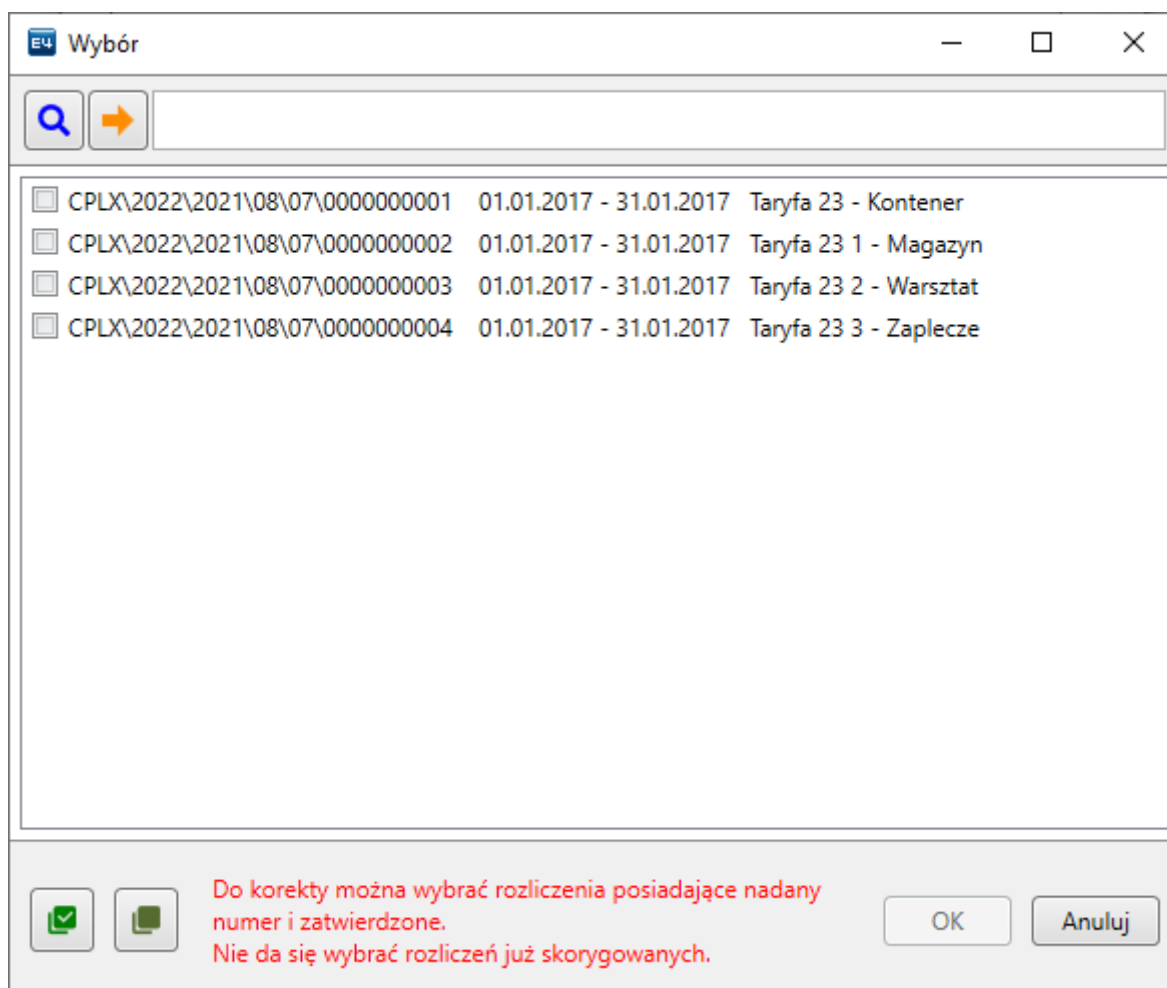 E4 Wybór
CPLX\2022\2021\08\07\0000000001 01.01.2017 - 31.01.2017 Taryfa 23 - Kontener
CPLX\2022\2021\08\07\0000000002 01.01.2017 - 31.01.2017 Taryfa 23 1 - Magazyn
CPLX\2022\2021\08\07\0000000003 01.01.2017 - 31.01.2017 Taryfa 23 2 - Warsztat
CPLX\2022\2021\08\07\0000000004 01.01.2017 - 31.01.2017 Taryfa 23 3 - Zaplecze
Do korekty można wybrać rozliczenia posiadające nadany
numer i zatwierdzone.
Nie da się wybrać rozliczeń już skorygowanych.
OK Anuluj